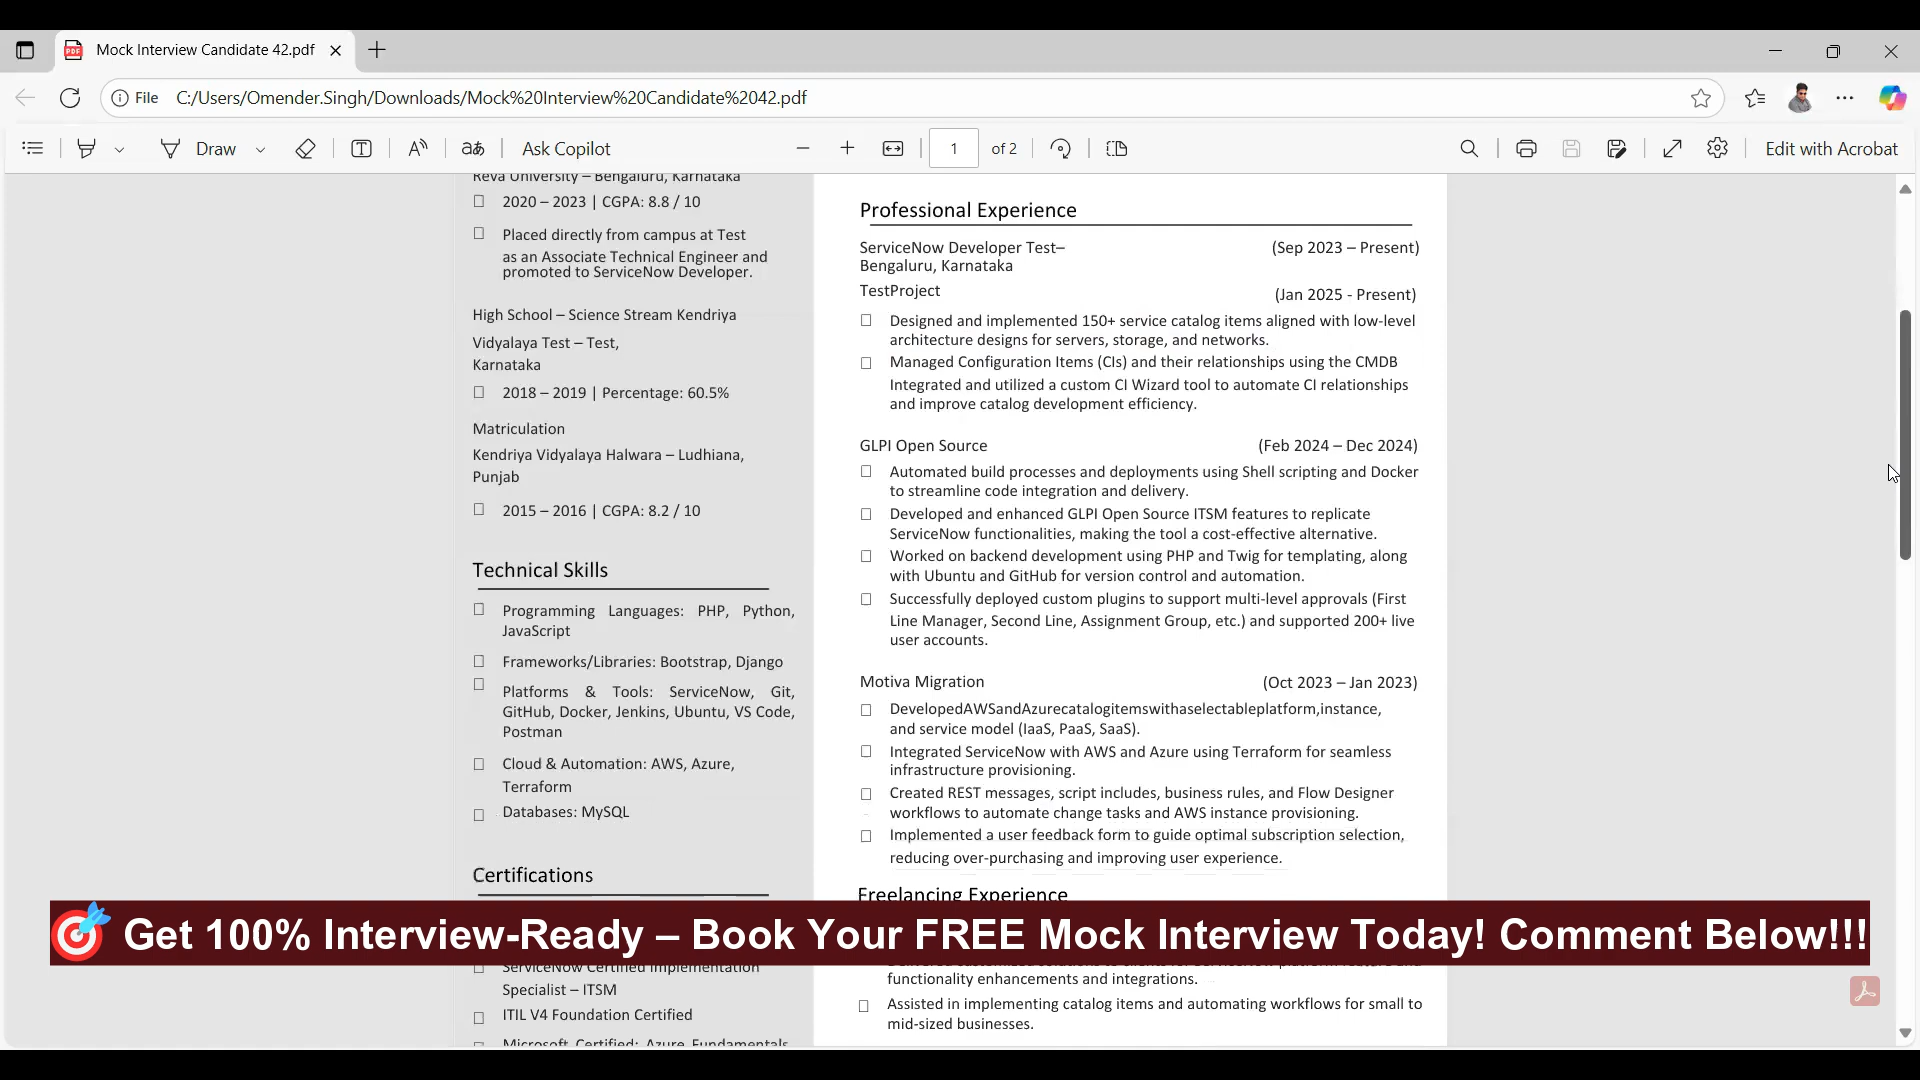 Mock Interview Candidate 42.pdf
File C:/Users/Omender.Singh/Downloads/Mock%20Interview%20Candidate%2042.pdf
Draw
Ask Copilot
1 of 2
Edit with Acrobat
Reva University – Bengaluru, Karnataka
2020 – 2023 | CGPA: 8.8 / 10
Placed directly from campus at Test
as an Associate Technical Engineer and
promoted to ServiceNow Developer.
High School – Science Stream Kendriya
Vidyalaya Test – Test,
Karnataka
2018 – 2019 | Percentage: 60.5%
Matriculation
Kendriya Vidyalaya Halwara – Ludhiana,
Punjab
2015 – 2016 | CGPA: 8.2 / 10
Technical Skills
Programming Languages: PHP, Python,
JavaScript
Frameworks/Libraries: Bootstrap, Django
Platforms & Tools: ServiceNow, Git,
GitHub, Docker, Jenkins, Ubuntu, VS Code,
Postman
Cloud & Automation: AWS, Azure,
Terraform
Databases: MySQL
Certifications
ServiceNow Certified Implementation
Specialist – ITSM
ITIL V4 Foundation Certified
Microsoft Certified: Azure Fundamentals
Professional Experience
ServiceNow Developer Test– (Sep 2023 – Present)
Bengaluru, Karnataka
TestProject (Jan 2025 - Present)
Designed and implemented 150+ service catalog items aligned with low-level
architecture designs for servers, storage, and networks.
Managed Configuration Items (CIs) and their relationships using the CMDB
Integrated and utilized a custom CI Wizard tool to automate CI relationships
and improve catalog development efficiency.
GLPI Open Source (Feb 2024 – Dec 2024)
Automated build processes and deployments using Shell scripting and Docker
to streamline code integration and delivery.
Developed and enhanced GLPI Open Source ITSM features to replicate
ServiceNow functionalities, making the tool a cost-effective alternative.
Worked on backend development using PHP and Twig for templating, along
with Ubuntu and GitHub for version control and automation.
Successfully deployed custom plugins to support multi-level approvals (First
Line Manager, Second Line, Assignment Group, etc.) and supported 200+ live
user accounts.
Motiva Migration (Oct 2023 – Jan 2023)
DevelopedAWSandAzurecatalogitemswithaselectableplatform,instance,
and service model (IaaS, PaaS, SaaS).
Integrated ServiceNow with AWS and Azure using Terraform for seamless
infrastructure provisioning.
Created REST messages, script includes, business rules, and Flow Designer
workflows to automate change tasks and AWS instance provisioning.
Implemented a user feedback form to guide optimal subscription selection,
reducing over-purchasing and improving user experience.
Freelancing Experience
functionality enhancements and integrations.
Assisted in implementing catalog items and automating workflows for small to
mid-sized businesses.
Get 100% Interview-Ready – Book Your FREE Mock Interview Today! Comment Below!!!